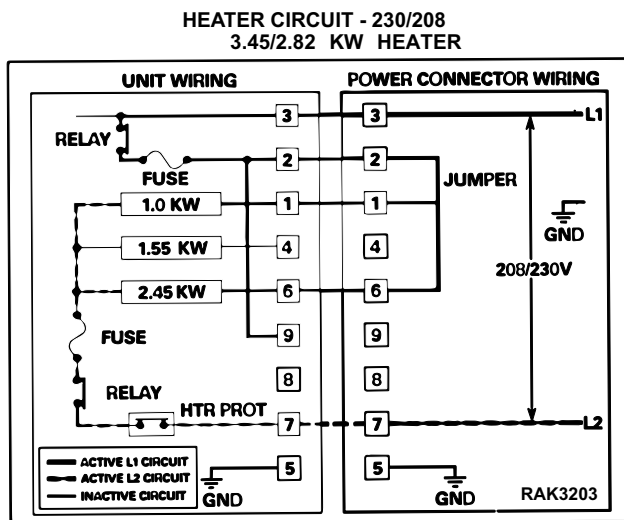 HEATER CIRCUIT - 230/208
3.45/2.82 KW HEATER
UNIT WIRING
POWER CONNECTOR WIRING
3
3
L1
RELAY
2
2
FUSE
JUMPER
1.0 KW
1
1
GND
1.55 KW
4
4
208/230V
2.45 KW
6
6
FUSE
9
9
8
8
RELAY
HTR PROT
7
7
L2
ACTIVE L1 CIRCUIT
ACTIVE L2 CIRCUIT
INACTIVE CIRCUIT
5
GND
5
GND
RAK3203